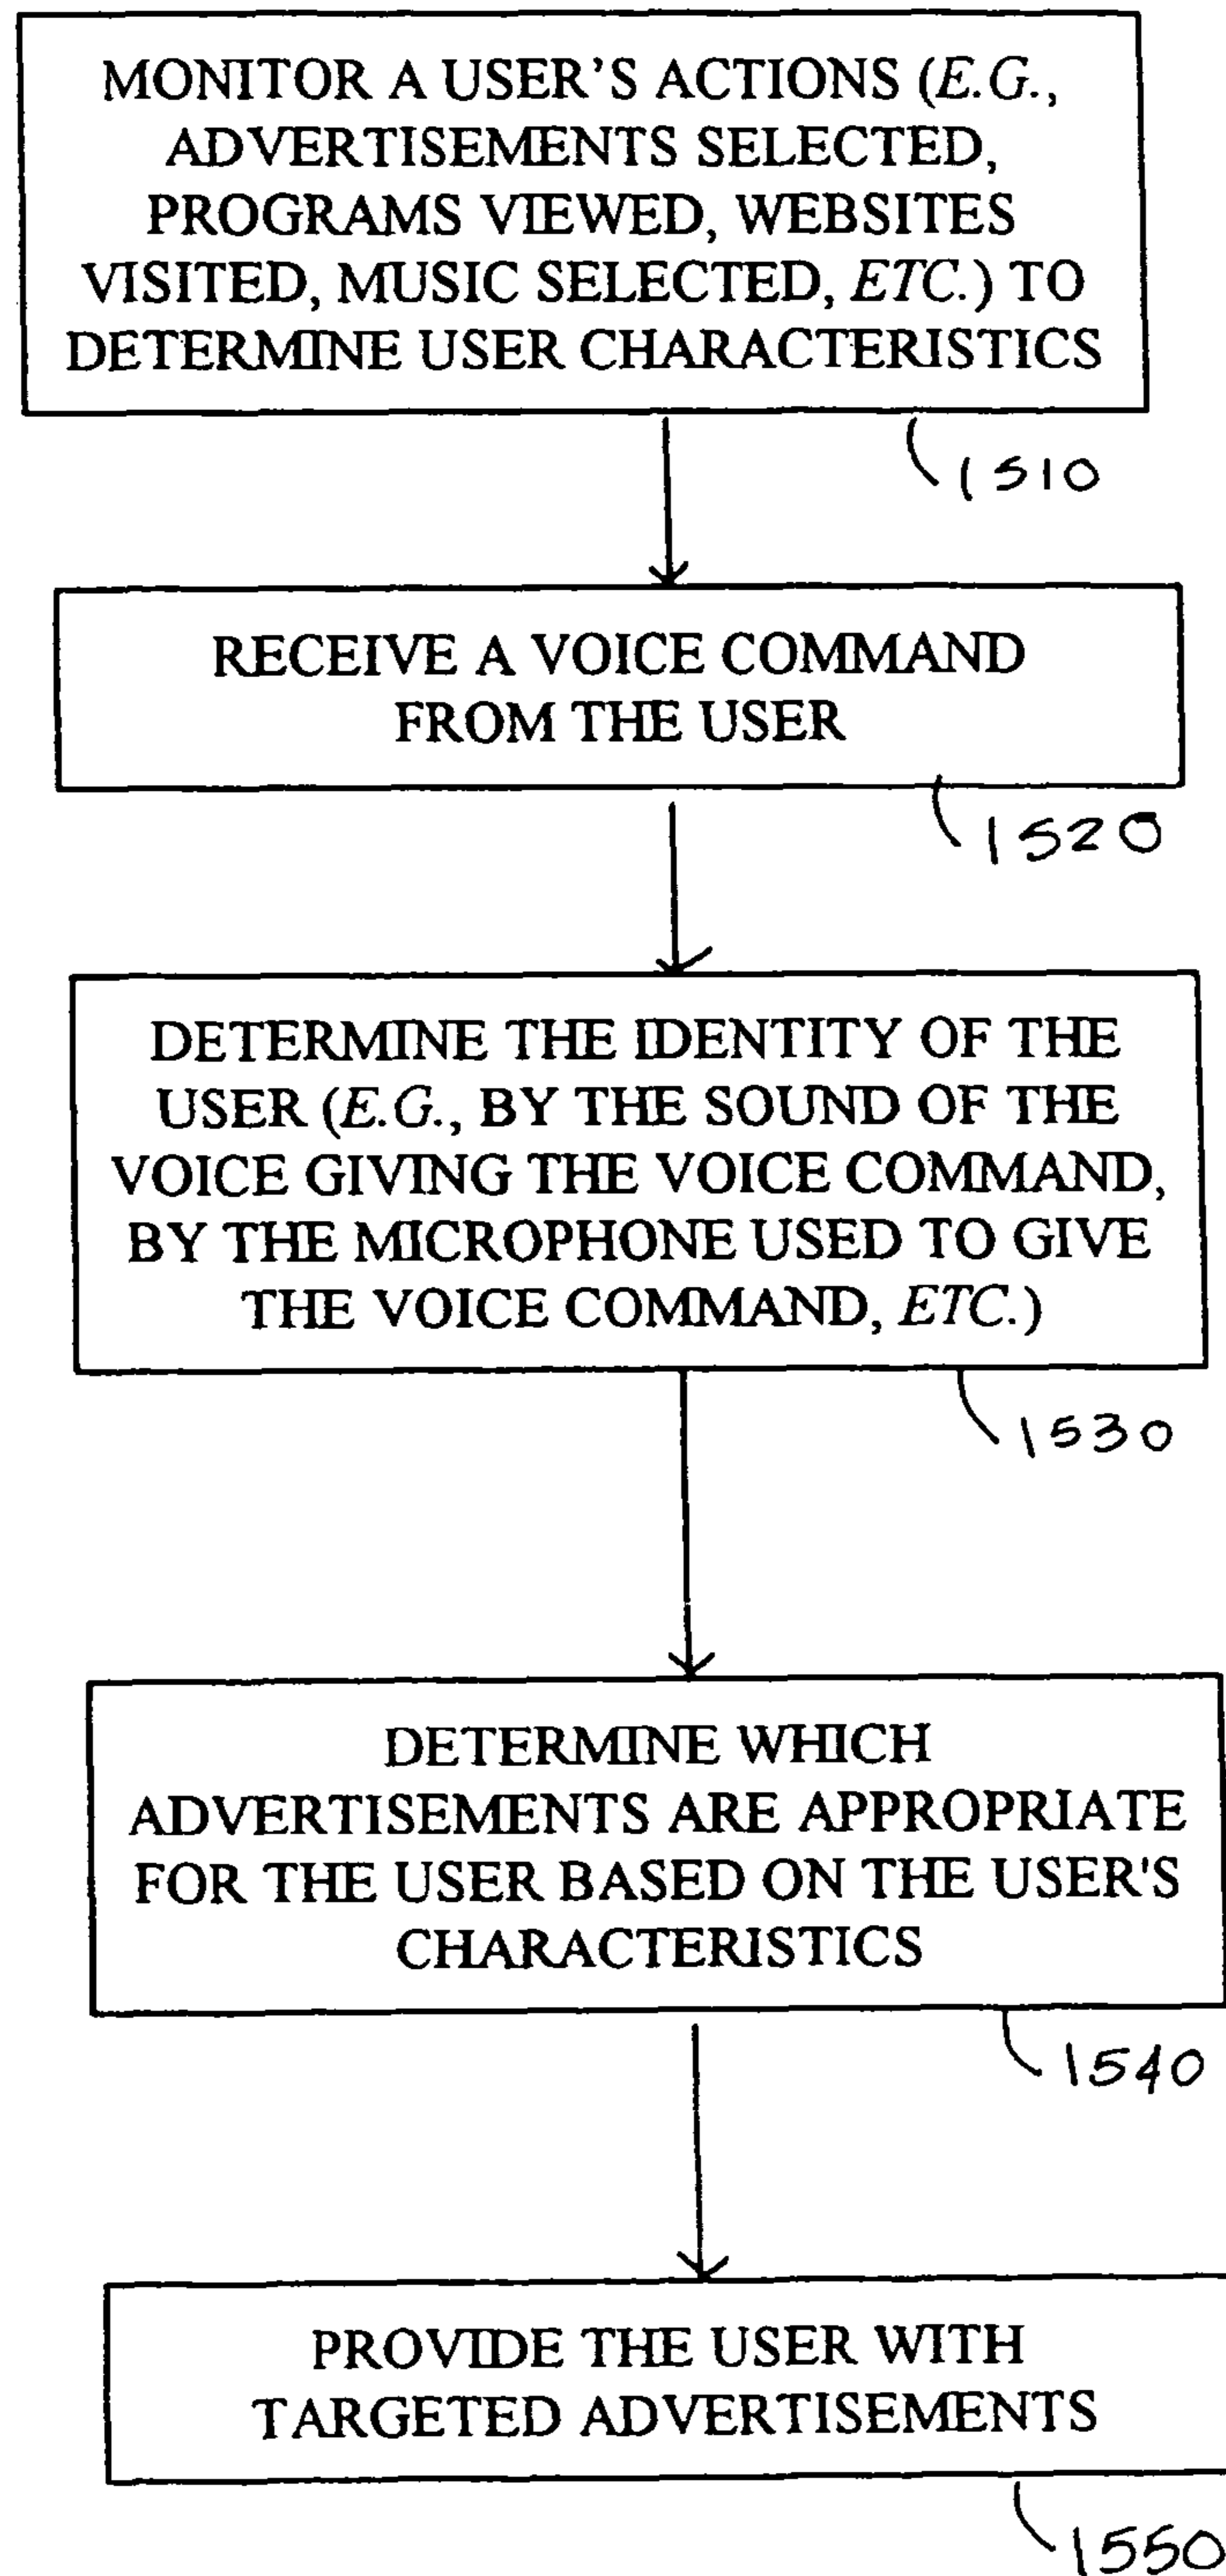 MONITOR A USER'S ACTIONS (E.G.,
ADVERTISEMENTS SELECTED,
PROGRAMS VIEWED, WEBSITES
VISITED, MUSIC SELECTED, ETC.) TO
DETERMINE USER CHARACTERISTICS
1510
RECEIVE A VOICE COMMAND
FROM THE USER
1520
DETERMINE THE IDENTITY OF THE
USER (E.G., BY THE SOUND OF THE
VOICE GIVING THE VOICE COMMAND,
BY THE MICROPHONE USED TO GIVE
THE VOICE COMMAND, ETC.)
1530
DETERMINE WHICH
ADVERTISEMENTS ARE APPROPRIATE
FOR THE USER BASED ON THE USER'S
CHARACTERISTICS
1540
PROVIDE THE USER WITH
TARGETED ADVERTISEMENTS
1550